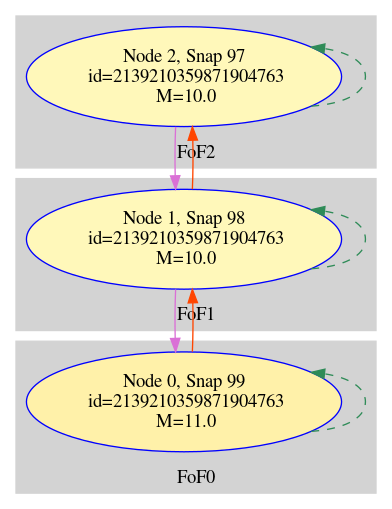 Node 2, Snap 97
id=2139210359871904763
M=10.0
FoF2
Node 1, Snap 98
id=2139210359871904763
M=10.0
FoF1
Node 0, Snap 99
id=2139210359871904763
M=11.0
FoF0